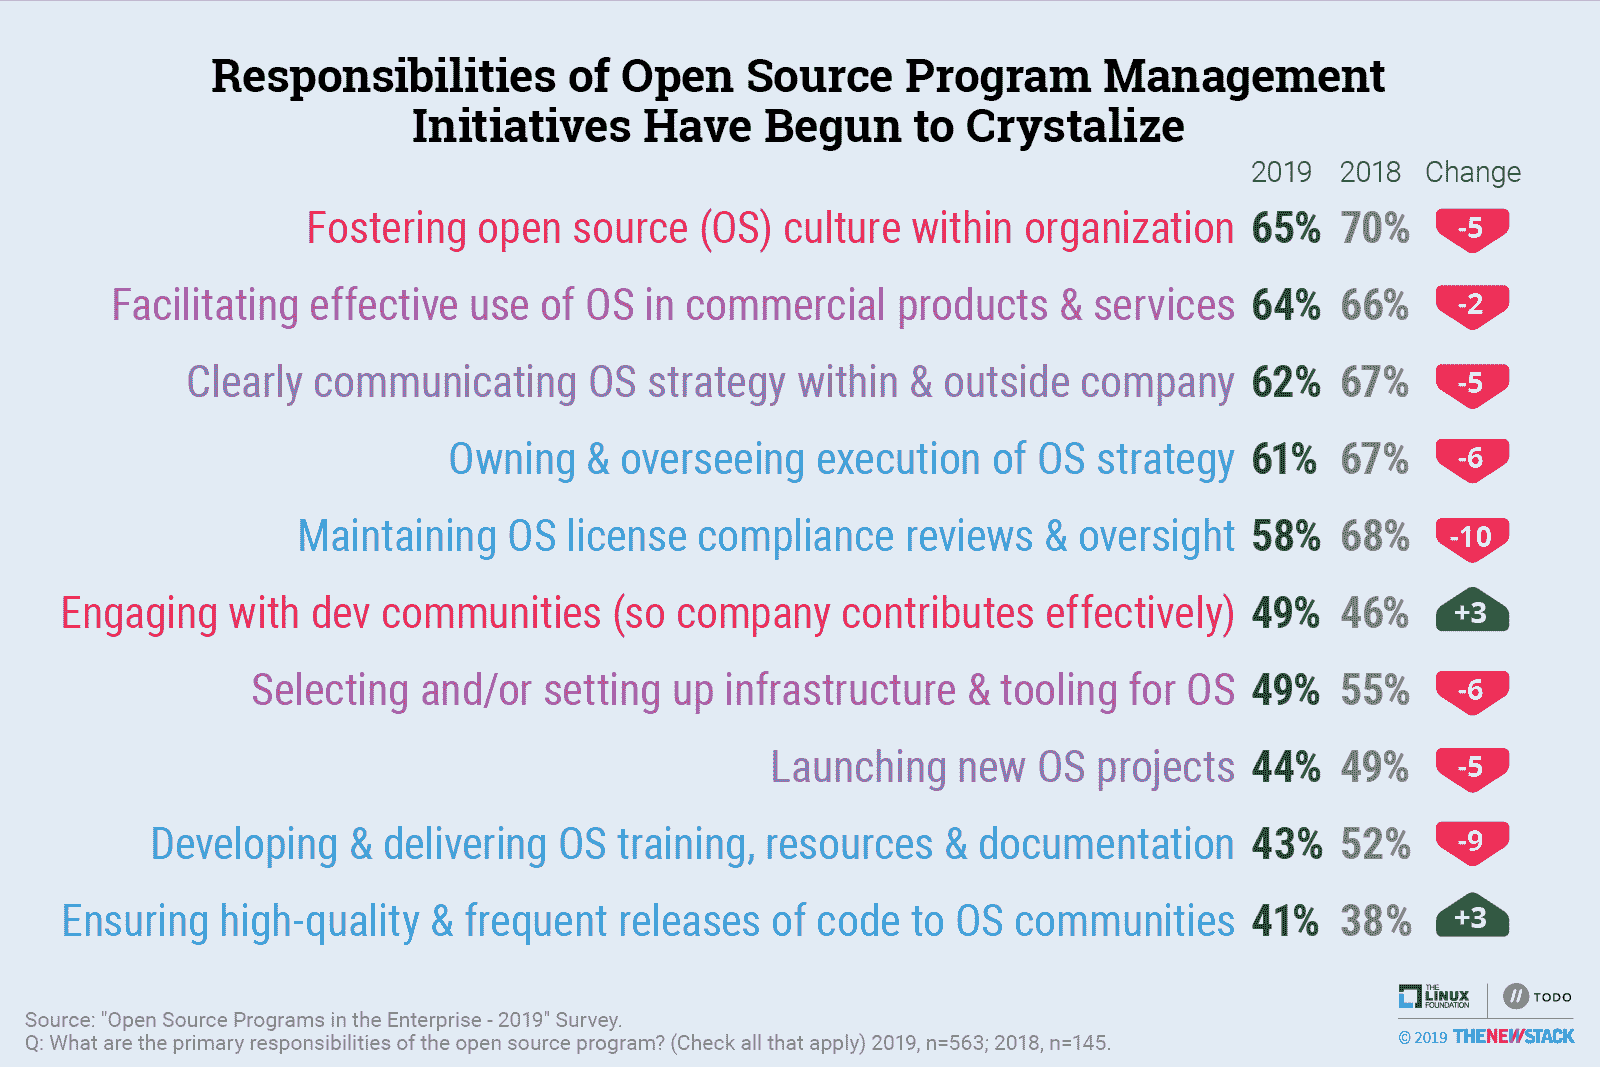 Responsibilities of Open Source Program Management
Initiatives Have Begun to Crystalize
2019 2018 Change
Fostering open source (OS) culture within organization 65% 70% -5
Facilitating effective use of OS in commercial products & services 64% 66% -2
Clearly communicating OS strategy within & outside company 62% 67% -5
Owning & overseeing execution of OS strategy 61% 67% -6
Maintaining OS license compliance reviews & oversight 58% 68% -10
Engaging with dev communities (so company contributes effectively) 49% 46% +3
Selecting and/or setting up infrastructure & tooling for OS 49% 55% -6
Launching new OS projects 44% 49% -5
Developing & delivering OS training, resources & documentation 43% 52% -9
Ensuring high-quality & frequent releases of code to OS communities 41% 38% +3
Source: "Open Source Programs in the Enterprise - 2019" Survey.
Q: What are the primary responsibilities of the open source program? (Check all that apply) 2019, n=563; 2018, n=145.
THE
LINUX
FOUNDATION
TODO
© 2019 THENEWSTACK